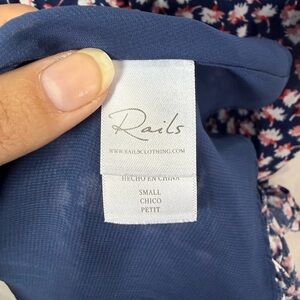 Rails
WWW.RAILSCLOTHING.COM
HECHO EN CHINA
SMALL
CHICO
PETIT